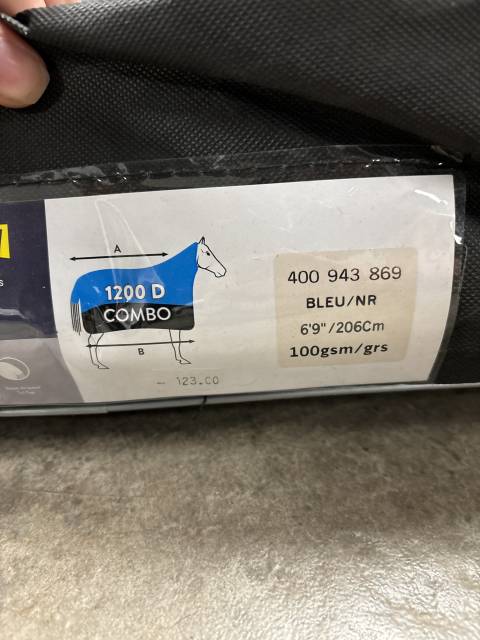 A
1200 D
COMBO
B
400 943 869
BLEU/NR
6'9"/206Cm
100gsm/grs
— 123.00